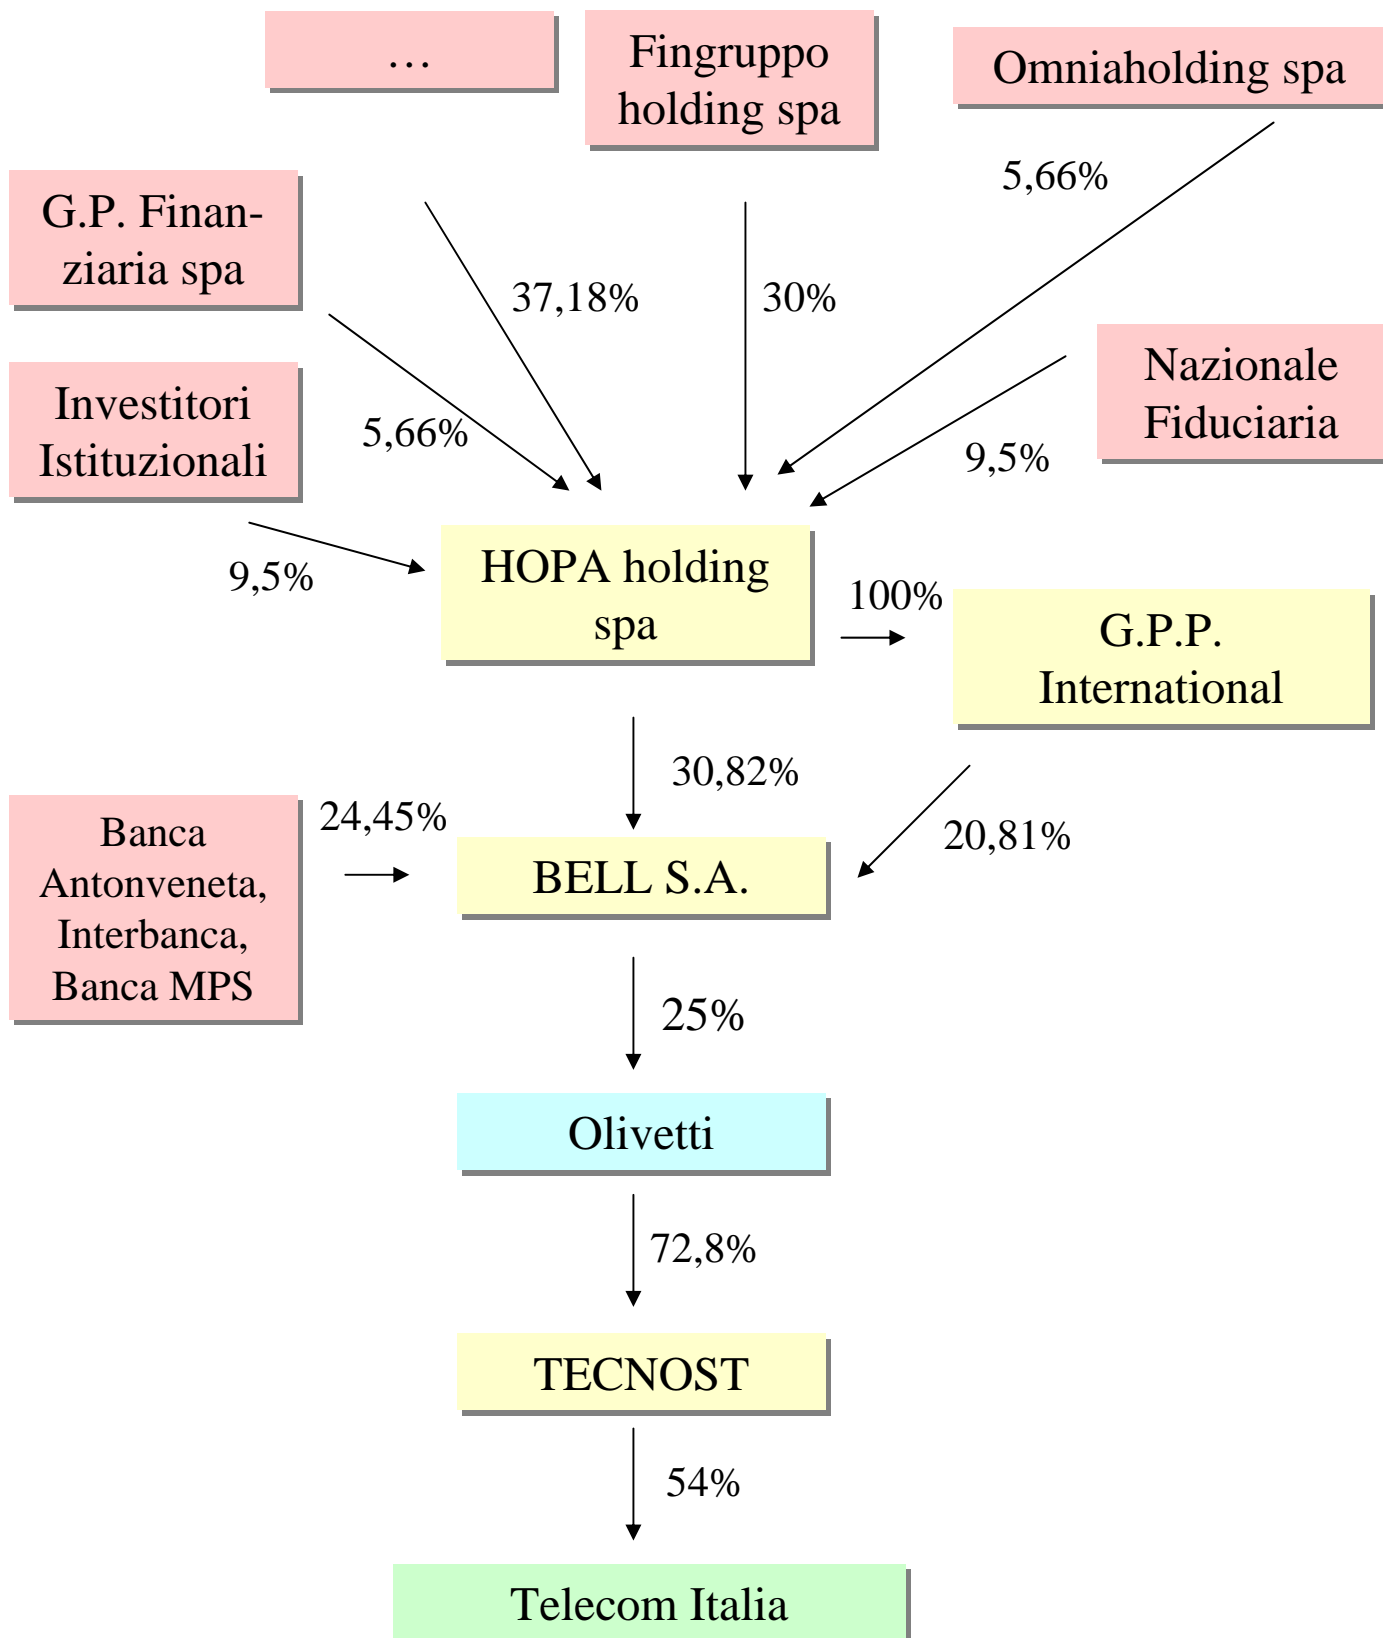 …
Fingruppo
holding spa
Omniaholding spa
5,66%
G.P. Finan-
ziaria spa
37,18%
30%
Nazionale
Fiduciaria
Investitori
Istituzionali
5,66%
9,5%
9,5%
HOPA holding
spa
100%
G.P.P.
International
30,82%
24,45%
20,81%
Banca
Antonveneta,
Interbanca,
Banca MPS
BELL S.A.
25%
Olivetti
72,8%
TECNOST
54%
Telecom Italia